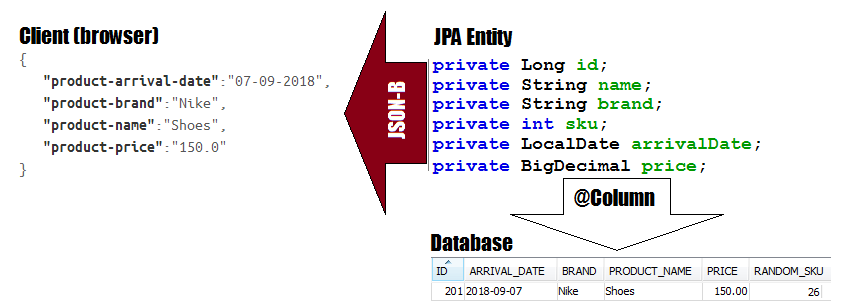 Client (browser)
{
"product-arrival-date":"07-09-2018",
"product-brand":"Nike",
"product-name":"Shoes",
"product-price":"150.0"
}
JSON-B
JPA Entity
private Long id;
private String name;
private String brand;
private int sku;
private LocalDate arrivalDate;
private BigDecimal price;
@Column
Database
ID ARRIVAL_DATE BRAND PRODUCT_NAME PRICE RANDOM_SKU
201 2018-09-07 Nike Shoes 150.00 26